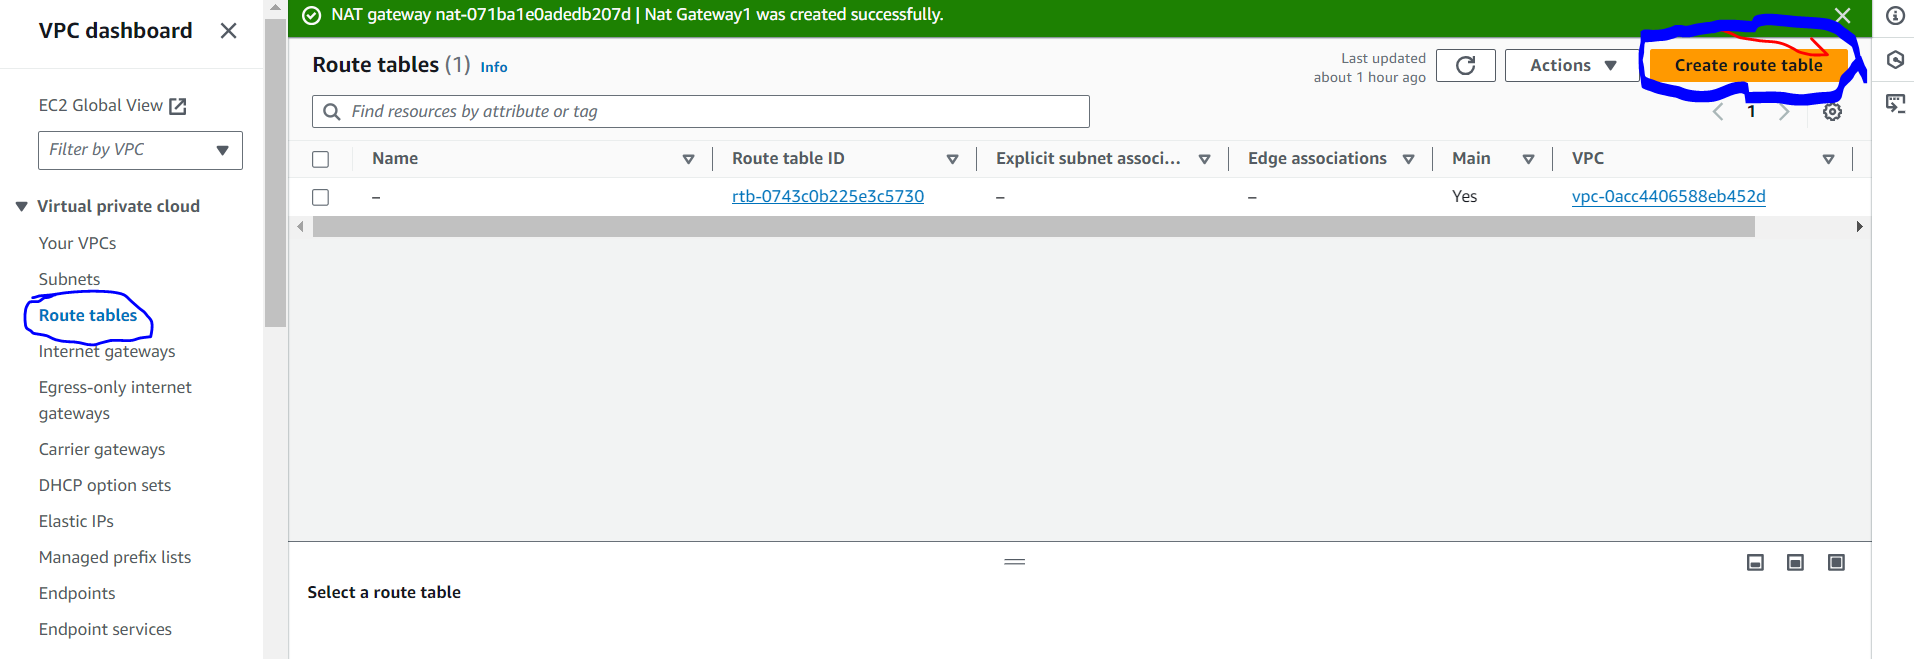 NAT gateway nat-071ba1e0adedb207d | Nat Gateway1 was created successfully.
VPC dashboard
EC2 Global View
Filter by VPC
Virtual private cloud
Your VPCs
Subnets
Route tables
Internet gateways
Egress-only internet
gateways
Carrier gateways
DHCP option sets
Elastic IPs
Managed prefix lists
Endpoints
Endpoint services
Route tables (1) Info
Last updated
about 1 hour ago
Actions
Create route table
Find resources by attribute or tag
1
Name Route table ID Explicit subnet associ... Edge associations Main VPC
– rtb-0743c0b225e3c5730 – – Yes vpc-0acc4406588eb452d
Select a route table